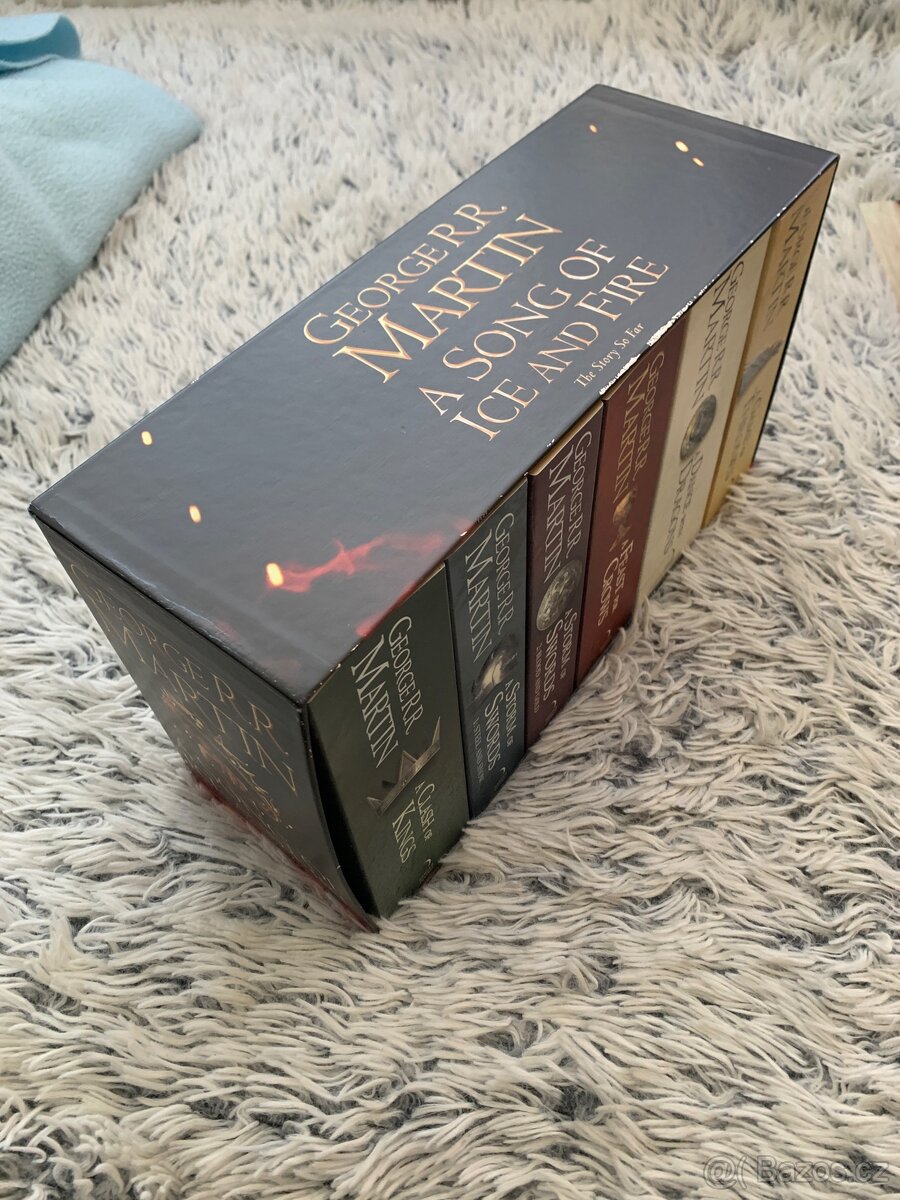 GEORGE R.R.
MARTIN
A SONG OF
ICE AND FIRE
The Story So Far
GEORGE R.R.
MARTIN
GEORGE R.R.
MARTIN
A CLASH OF
KINGS
GEORGE R.R.
MARTIN
A STORM OF
SWORDS
GEORGE R.R.
MARTIN
A STORM OF
SWORDS
GEORGE R.R.
MARTIN
A FEAST FOR
CROWS
GEORGE R.R.
MARTIN
A DANCE WITH
DRAGONS
GEORGE R.R.
MARTIN
Bazos.cz